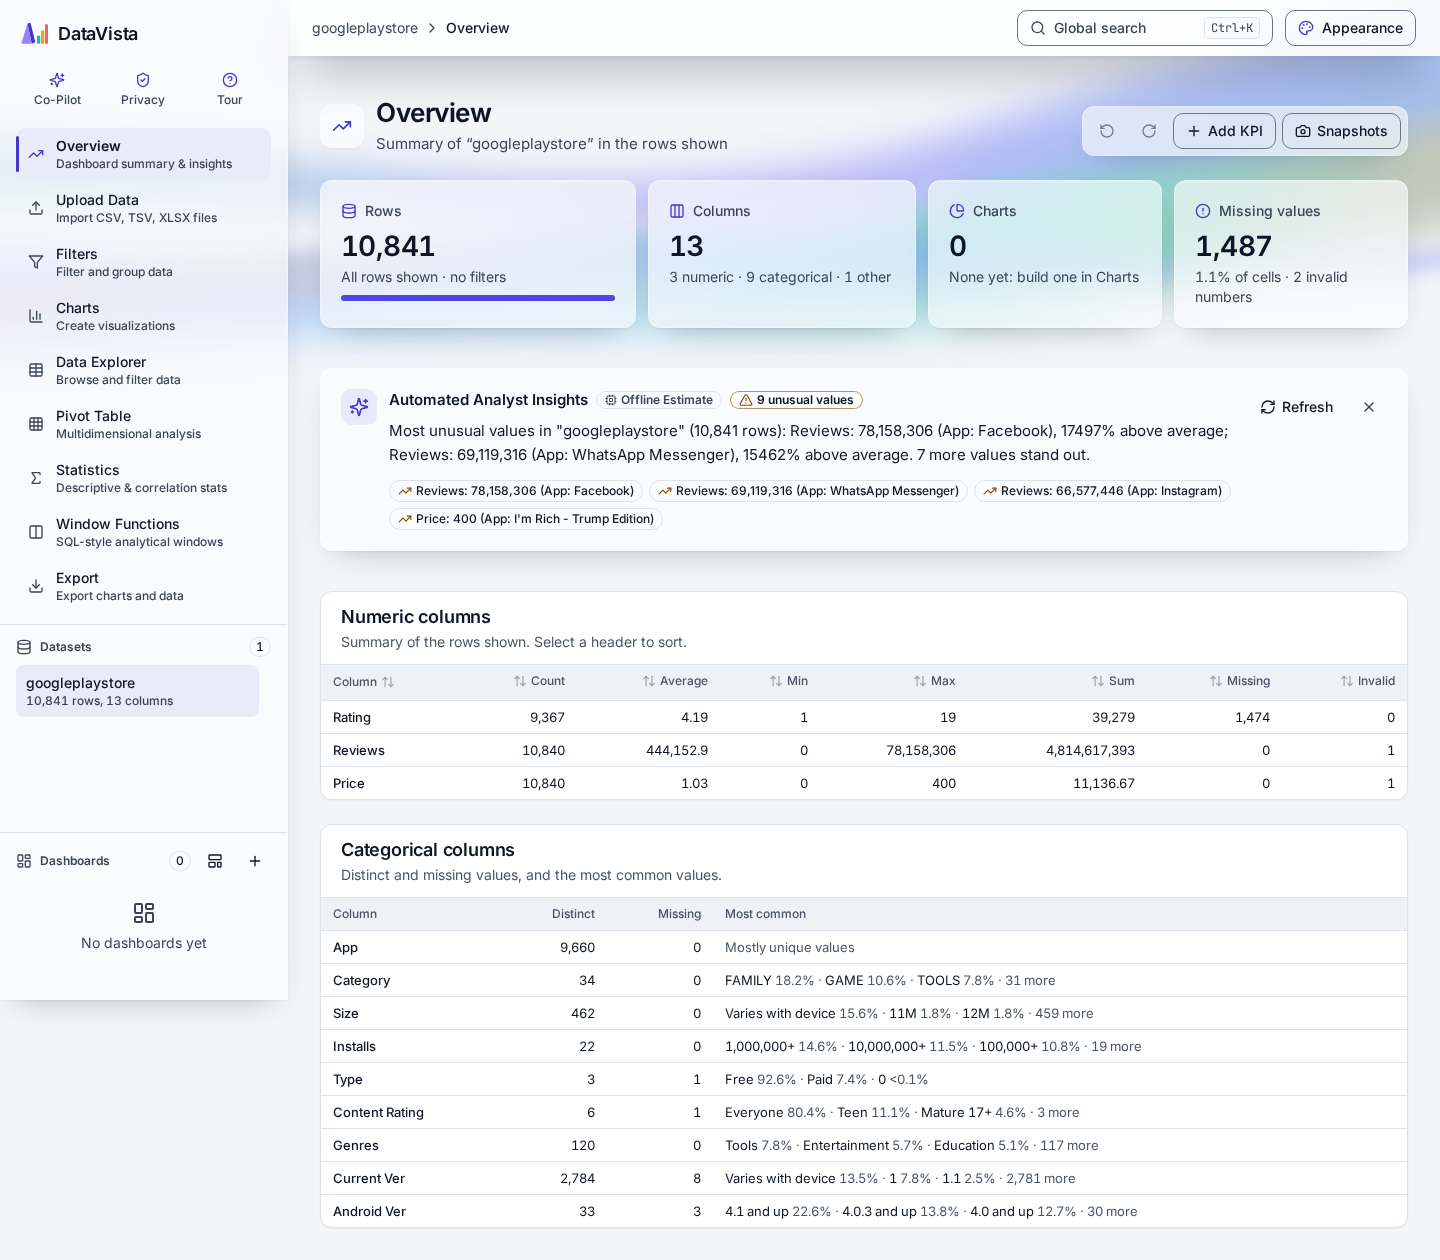 DataVista
Co-Pilot
Privacy
Tour
Overview
Dashboard summary & insights
Upload Data
Import CSV, TSV, XLSX files
Filters
Filter and group data
Charts
Create visualizations
Data Explorer
Browse and filter data
Pivot Table
Multidimensional analysis
Statistics
Descriptive & correlation stats
Window Functions
SQL-style analytical windows
Export
Export charts and data
Datasets 1
googleplaystore
10,841 rows, 13 columns
Dashboards 0
No dashboards yet
googleplaystore > Overview
Global search Ctrl+K
Appearance
Overview
Summary of “googleplaystore” in the rows shown
Add KPI
Snapshots
Rows
10,841
All rows shown · no filters
Columns
13
3 numeric · 9 categorical · 1 other
Charts
0
None yet: build one in Charts
Missing values
1,487
1.1% of cells · 2 invalid
numbers
Automated Analyst Insights Offline Estimate 9 unusual values
Refresh
Most unusual values in "googleplaystore" (10,841 rows): Reviews: 78,158,306 (App: Facebook), 17497% above average;
Reviews: 69,119,316 (App: WhatsApp Messenger), 15462% above average. 7 more values stand out.
Reviews: 78,158,306 (App: Facebook) Reviews: 69,119,316 (App: WhatsApp Messenger) Reviews: 66,577,446 (App: Instagram)
Price: 400 (App: I'm Rich - Trump Edition)
Numeric columns
Summary of the rows shown. Select a header to sort.
Column Count Average Min Max Sum Missing Invalid
Rating 9,367 4.19 1 19 39,279 1,474 0
Reviews 10,840 444,152.9 0 78,158,306 4,814,617,393 0 1
Price 10,840 1.03 0 400 11,136.67 0 1
Categorical columns
Distinct and missing values, and the most common values.
Column Distinct Missing Most common
App 9,660 0 Mostly unique values
Category 34 0 FAMILY 18.2% · GAME 10.6% · TOOLS 7.8% · 31 more
Size 462 0 Varies with device 15.6% · 11M 1.8% · 12M 1.8% · 459 more
Installs 22 0 1,000,000+ 14.6% · 10,000,000+ 11.5% · 100,000+ 10.8% · 19 more
Type 3 1 Free 92.6% · Paid 7.4% · 0 <0.1%
Content Rating 6 1 Everyone 80.4% · Teen 11.1% · Mature 17+ 4.6% · 3 more
Genres 120 0 Tools 7.8% · Entertainment 5.7% · Education 5.1% · 117 more
Current Ver 2,784 8 Varies with device 13.5% · 1 7.8% · 1.1 2.5% · 2,781 more
Android Ver 33 3 4.1 and up 22.6% · 4.0.3 and up 13.8% · 4.0 and up 12.7% · 30 more